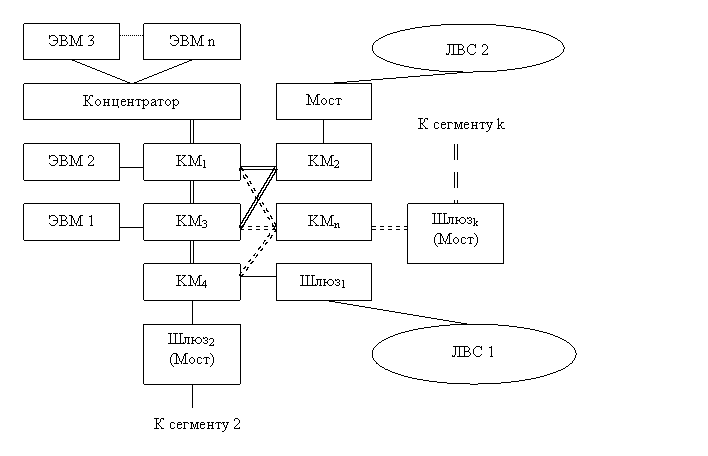 ЭВМ 3
ЭВМ n
ЛВС 2
Концентратор
Мост
К сегменту k
ЭВМ 2
КМ1
КМ2
ЭВМ 1
КМ3
КМn
Шлюзk
(Мост)
КМ4
Шлюз1
Шлюз2
(Мост)
ЛВС 1
К сегменту 2